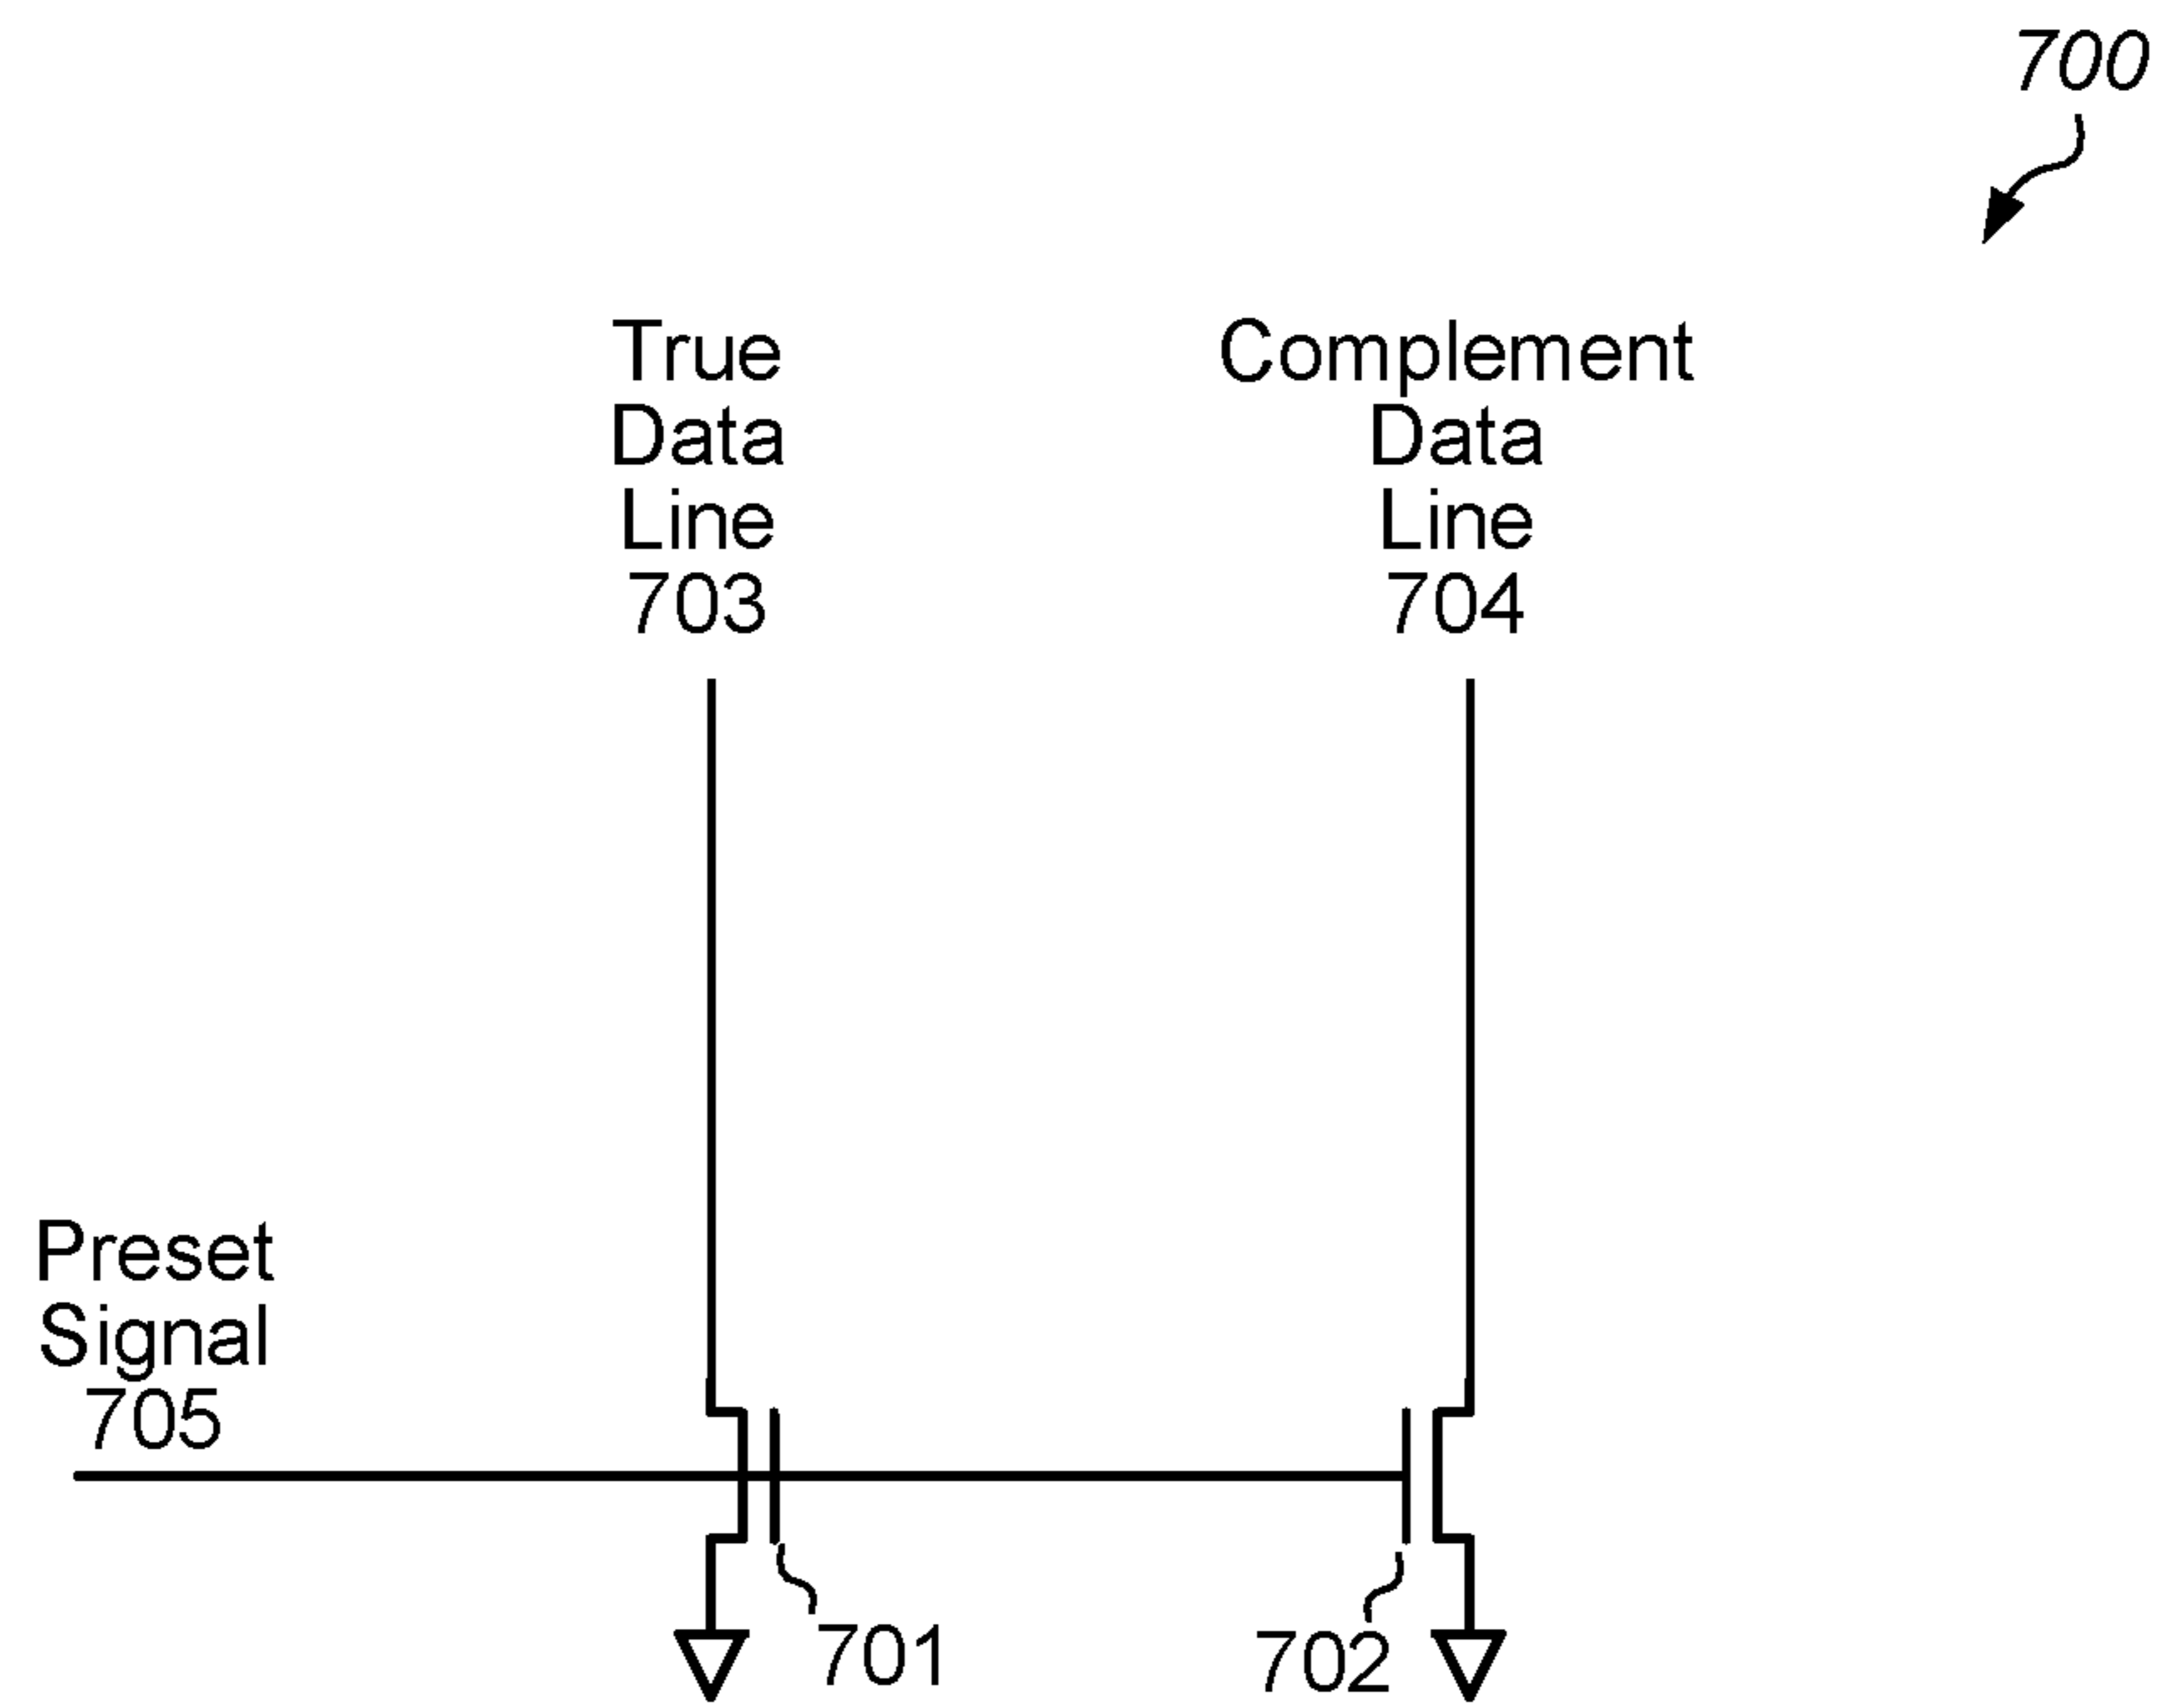 700
True
Data
Line
703
Complement
Data
Line
704
Preset
Signal
705
701
702